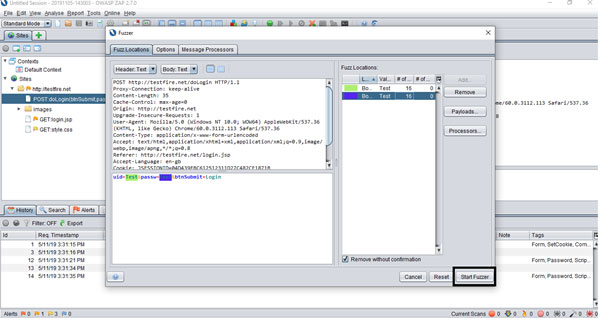 Untitled Session - 20191105-143003 - OWASP ZAP 2.7.0
File Edit View Analyse Report Tools Online Help
Standard Mode
Sites
Contexts
Default Context
Sites
http://testfire.net
POST:doLogin(btnSubmit,pas
images
GET:login.jsp
GET:style.css
Fuzzer
Fuzz Locations Options Message Processors
Header: Text Body: Text
POST http://testfire.net/doLogin HTTP/1.1
Proxy-Connection: keep-alive
Content-Length: 35
Cache-Control: max-age=0
Origin: http://testfire.net
Upgrade-Insecure-Requests: 1
User-Agent: Mozilla/5.0 (Windows NT 10.0; WOW64) AppleWebKit/537.36
(KHTML, like Gecko) Chrome/60.0.3112.113 Safari/537.36
Content-Type: application/x-www-form-urlencoded
Accept: text/html,application/xhtml+xml,application/xml;q=0.9,image/
webp,image/apng,*/*;q=0.8
Referer: http://testfire.net/login.jsp
Accept-Language: en-gb
uid=test&passw=
&btnSubmit=Login
Fuzz Locations:
L... Val... # of ... # of ...
Bo... Test 16 0
Bo... Test 16 0
Add...
Remove
Payloads...
Processors...
Remove without confirmation
Cancel Reset Start Fuzzer
/60.0.3112.113 Safari/537.36
History Search Alerts
Filter: OFF Export
Id Req. Timestamp Note Tags
1 5/11/19 3:31:15 PM Form, SetCookie, Com...
3 5/11/19 3:31:16 PM
12 5/11/19 3:31:21 PM Form, Password, Scrip...
13 5/11/19 3:31:34 PM
14 5/11/19 3:31:35 PM Form, Password, Scrip...
Alerts 0 1 3 0 Current Scans 0 0 0 0 0 0